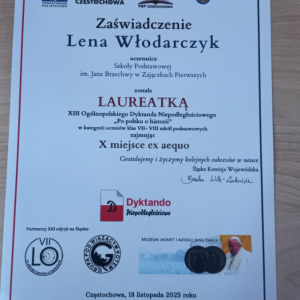 CZĘSTOCHOWA
Zaświadczenie
Lena Włodarczyk
uczennica
Szkoły Podstawowej
im. Jana Brzechwy w Zajączkach Pierwszych
została
LAUREATKĄ
XIII Ogólnopolskiego Dyktanda Niepodległościowego
„Po polsku o historii”
w kategorii uczniów klas VII- VIII szkół podstawowych
zajmując
X miejsce ex aequo
Gratulujemy i życzymy kolejnych sukcesów w nauce
Śląska Komisja Wojewódzka
Dyktando
Niepodległościowe
Partnerzy XIII edycji na Śląsku
VII
LO
MUZEUM MONET I MEDALI JANA PAWŁA II
Częstochowa, 18 listopada 2025 roku